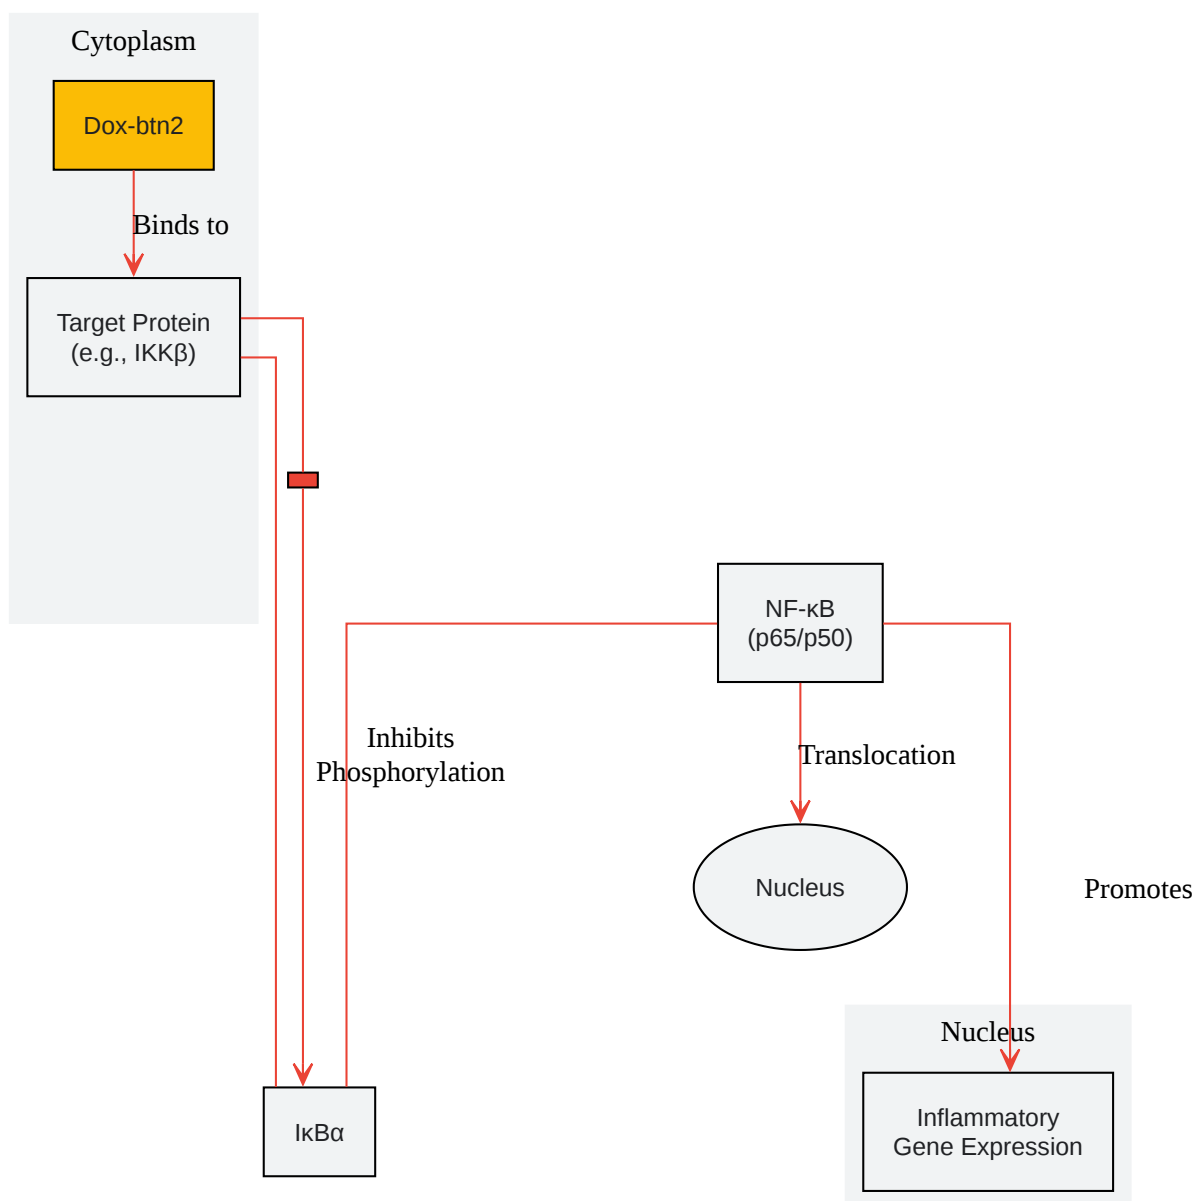 Cytoplasm
Dox-btn2
Binds to
Target Protein
(e.g., IKKβ)
NF-κB
(p65/p50)
Inhibits
Phosphorylation
Translocation
Nucleus
Promotes
Nucleus
Inflammatory
Gene Expression
IκBα